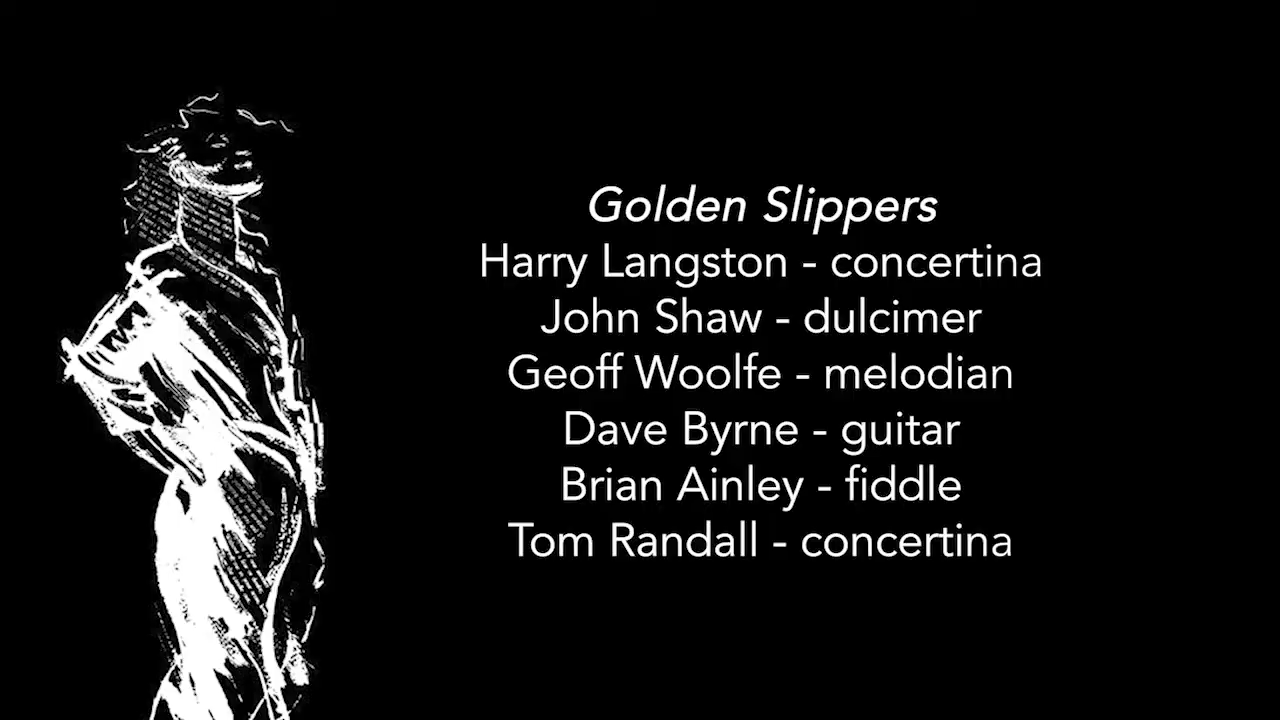 Golden Slippers
Harry Langston - concertina
John Shaw - dulcimer
Geoff Woolfe - melodian
Dave Byrne - guitar
Brian Ainley - fiddle
Tom Randall - concertina